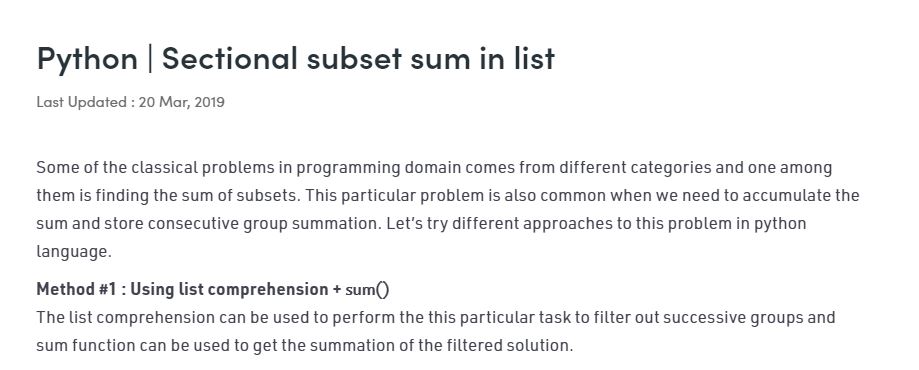 Python | Sectional subset sum in list
Last Updated : 20 Mar, 2019
Some of the classical problems in programming domain comes from different categories and one among
them is finding the sum of subsets. This particular problem is also common when we need to accumulate the
sum and store consecutive group summation. Let's try different approaches to this problem in python
language.
Method #1 : Using list comprehension + sum()
The list comprehension can be used to perform the this particular task to filter out successive groups and
sum function can be used to get the summation of the filtered solution.